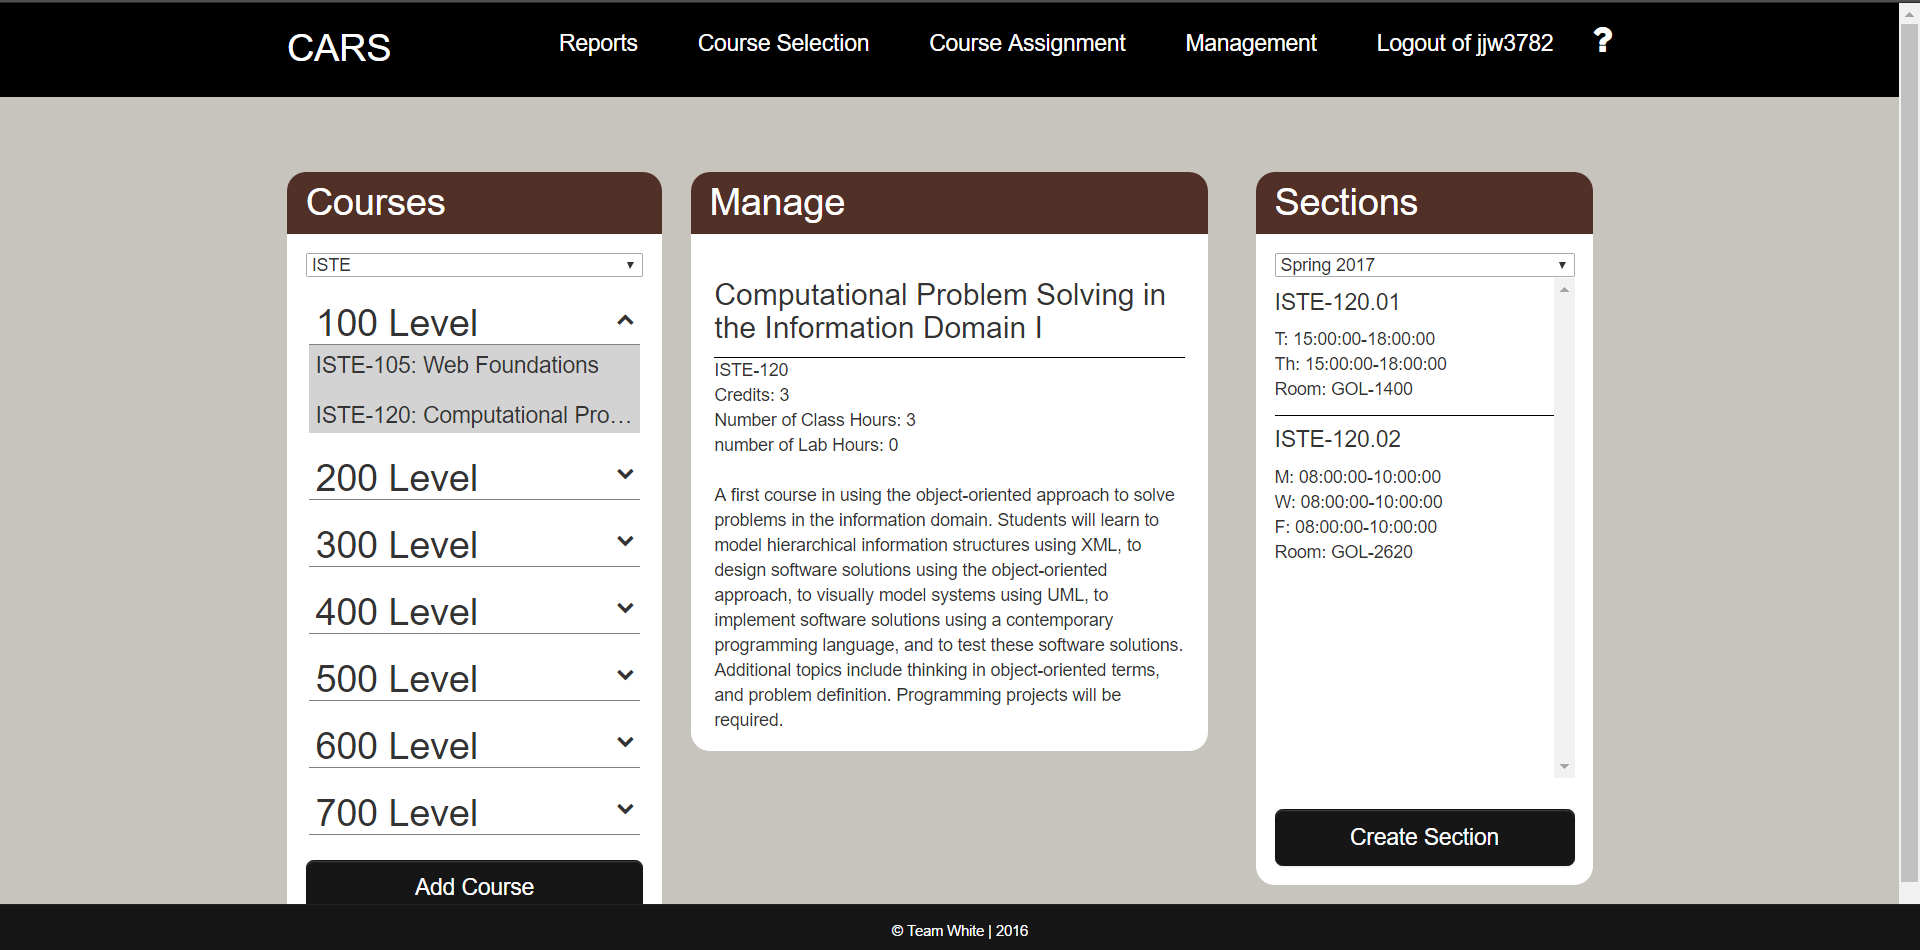 CARS
Reports
Course Selection
Course Assignment
Management
Logout of jjw3782
?
Courses
ISTE
100 Level
ISTE-105: Web Foundations
ISTE-120: Computational Pro...
200 Level
300 Level
400 Level
500 Level
600 Level
700 Level
Add Course
Manage
Computational Problem Solving in
the Information Domain I
ISTE-120
Credits: 3
Number of Class Hours: 3
number of Lab Hours: 0
A first course in using the object-oriented approach to solve
problems in the information domain. Students will learn to
model hierarchical information structures using XML, to
design software solutions using the object-oriented
approach, to visually model systems using UML, to
implement software solutions using a contemporary
programming language, and to test these software solutions.
Additional topics include thinking in object-oriented terms,
and problem definition. Programming projects will be
required.
Sections
Spring 2017
ISTE-120.01
T: 15:00:00-18:00:00
Th: 15:00:00-18:00:00
Room: GOL-1400
ISTE-120.02
M: 08:00:00-10:00:00
W: 08:00:00-10:00:00
F: 08:00:00-10:00:00
Room: GOL-2620
Create Section
© Team White | 2016